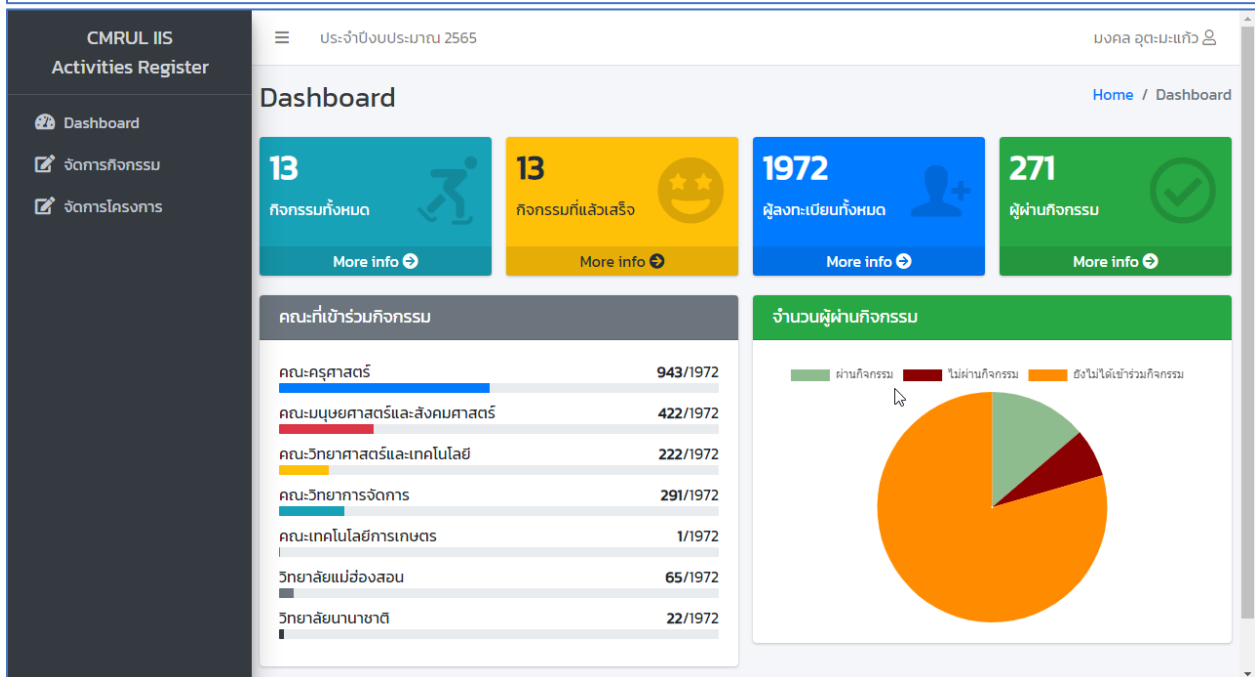 CMRUL IIS
Activities Register
Dashboard
จัดการกิจกรรม
จัดการโครงการ
ประจำปีงบประมาณ 2565
มงคล อุตะมะแก้ว
Dashboard
Home / Dashboard
13
กิจกรรมทั้งหมด
More info
13
กิจกรรมที่แล้วเสร็จ
More info
1972
ผู้ลงทะเบียนทั้งหมด
More info
271
ผู้ผ่านกิจกรรม
More info
คณะที่เข้าร่วมกิจกรรม
คณะครุศาสตร์ 943/1972
คณะมนุษยศาสตร์และสังคมศาสตร์ 422/1972
คณะวิทยาศาสตร์และเทคโนโลยี 222/1972
คณะวิทยาการจัดการ 291/1972
คณะเทคโนโลยีการเกษตร 1/1972
วิทยาลัยแม่ฮ่องสอน 65/1972
วิทยาลัยนานาชาติ 22/1972
จำนวนผู้ผ่านกิจกรรม
ผ่านกิจกรรม ไม่ผ่านกิจกรรม ยังไม่ได้เข้าร่วมกิจกรรม